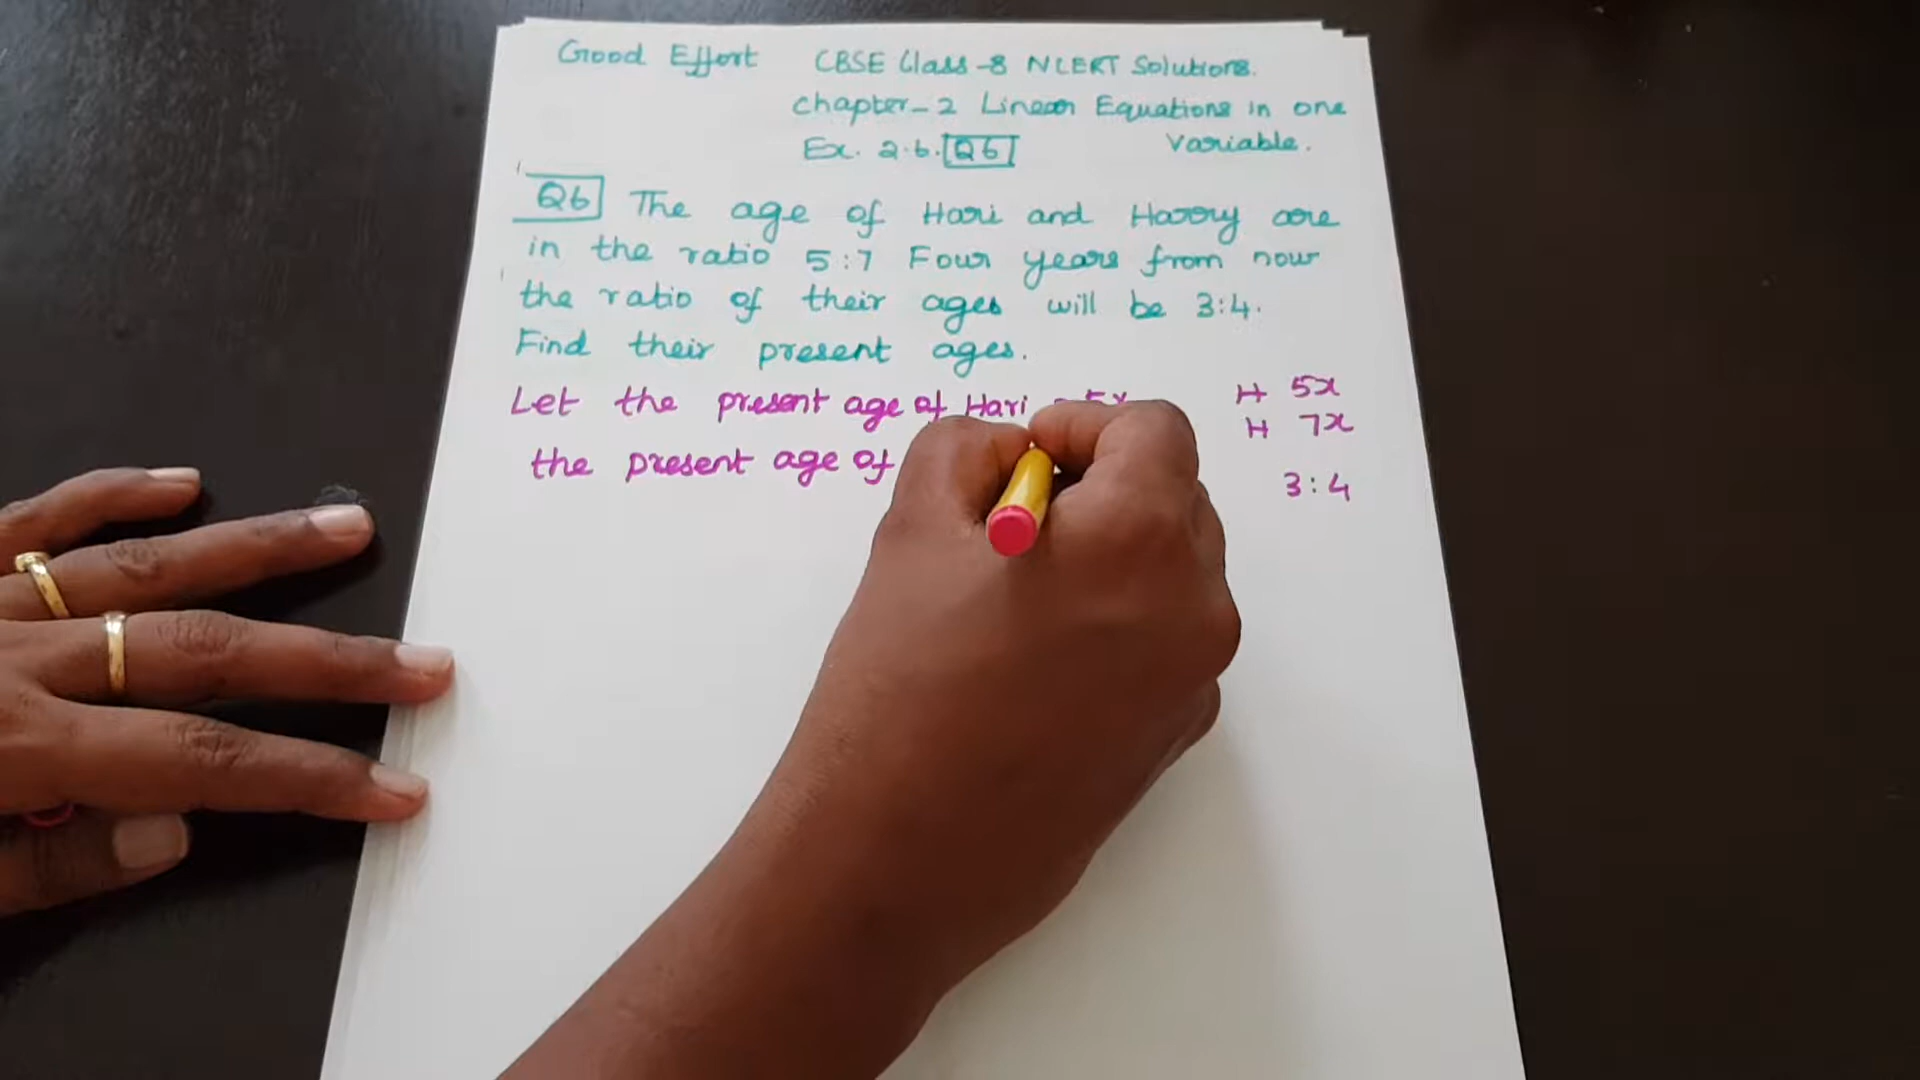 Good Effort CBSE Class-8 NCERT Solutions.
Chapter-2 Linear Equations in one
Variable.
Ex. 2.6. Q6
Q6 The age of Hari and Harry are
in the ratio 5:7 Four years from now
the ratio of their ages will be 3:4.
Find their present ages.
Let the present age of Hari = 5x
the present age of
H 5x
H 7x
3:4